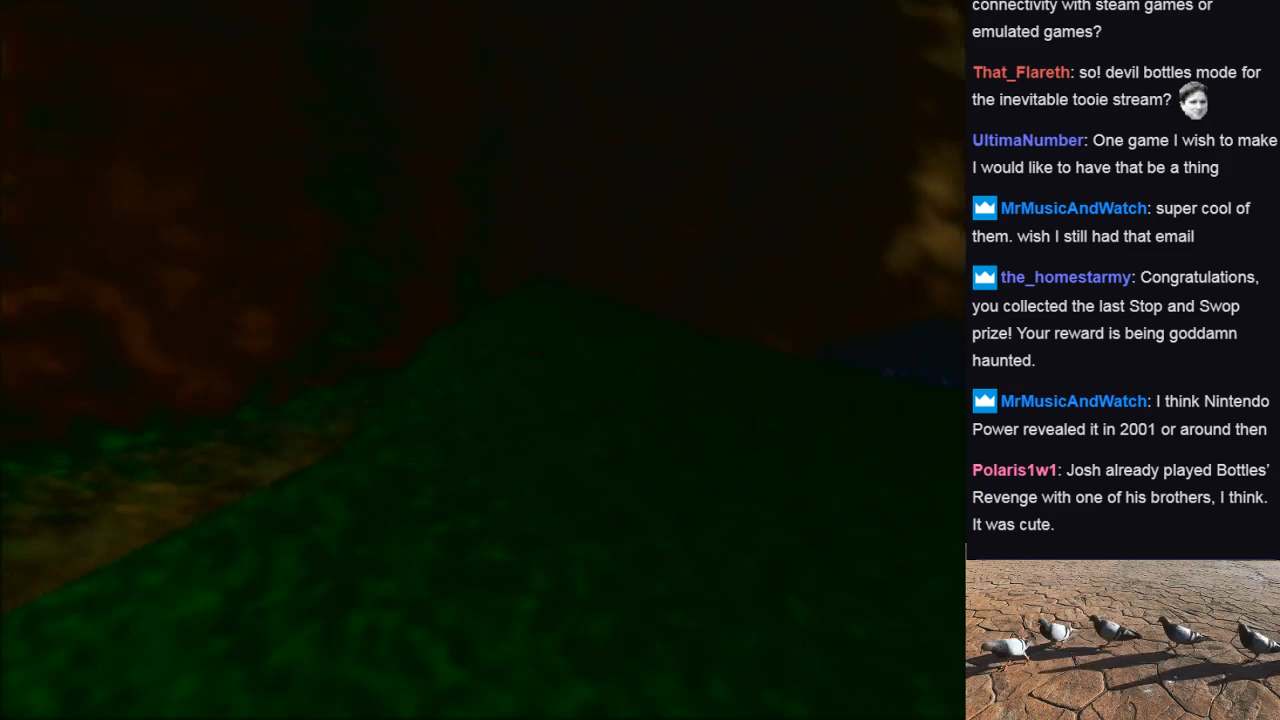 connectivity with steam games or
emulated games?
That_Flareth: so! devil bottles mode for
the inevitable tooie stream?
UltimaNumber: One game I wish to make
I would like to have that be a thing
MrMusicAndWatch: super cool of
them. wish I still had that email
the_homestarmy: Congratulations,
you collected the last Stop and Swop
prize! Your reward is being goddamn
haunted.
MrMusicAndWatch: I think Nintendo
Power revealed it in 2001 or around then
Polaris1w1: Josh already played Bottles’
Revenge with one of his brothers, I think.
It was cute.